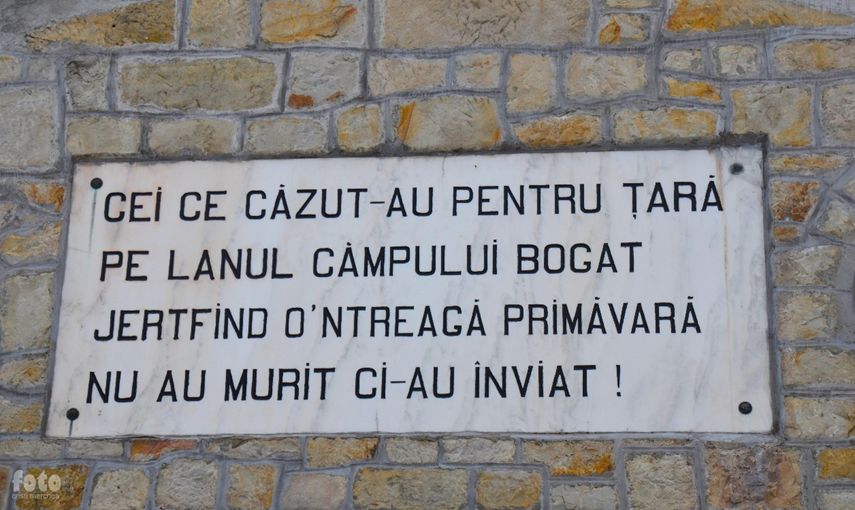 CEI CE CĂZUT-AU PENTRU ȚARĂ
PE LANUL CÂMPULUI BOGAT
JERTFIND O'NTREAGĂ PRIMĂVARĂ
NU AU MURIT CI-AU ÎNVIAT !
foto